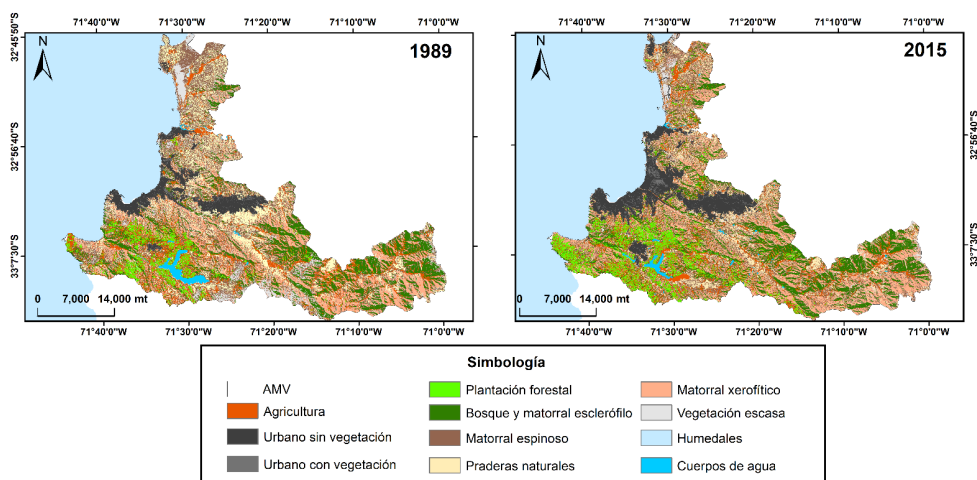 71°40'0"W 71°30'0"W 71°20'0"W 71°10'0"W 71°0'0"W
71°40'0"W 71°30'0"W 71°20'0"W 71°10'0"W 71°0'0"W
32°45'50"S
32°56'40"S
33°7'30"S
N
1989
0 7,000 14,000 mt
N
2015
0 7,000 14,000 mt
32°56'40"S
33°7'30"S
71°40'0"W 71°30'0"W 71°20'0"W 71°10'0"W 71°0'0"W
71°40'0"W 71°30'0"W 71°20'0"W 71°10'0"W 71°0'0"W
Simbología
AMV
Agricultura
Urbano sin vegetación
Urbano con vegetación
Plantación forestal
Bosque y matorral esclerófilo
Matorral espinoso
Praderas naturales
Matorral xerofítico
Vegetación escasa
Humedales
Cuerpos de agua